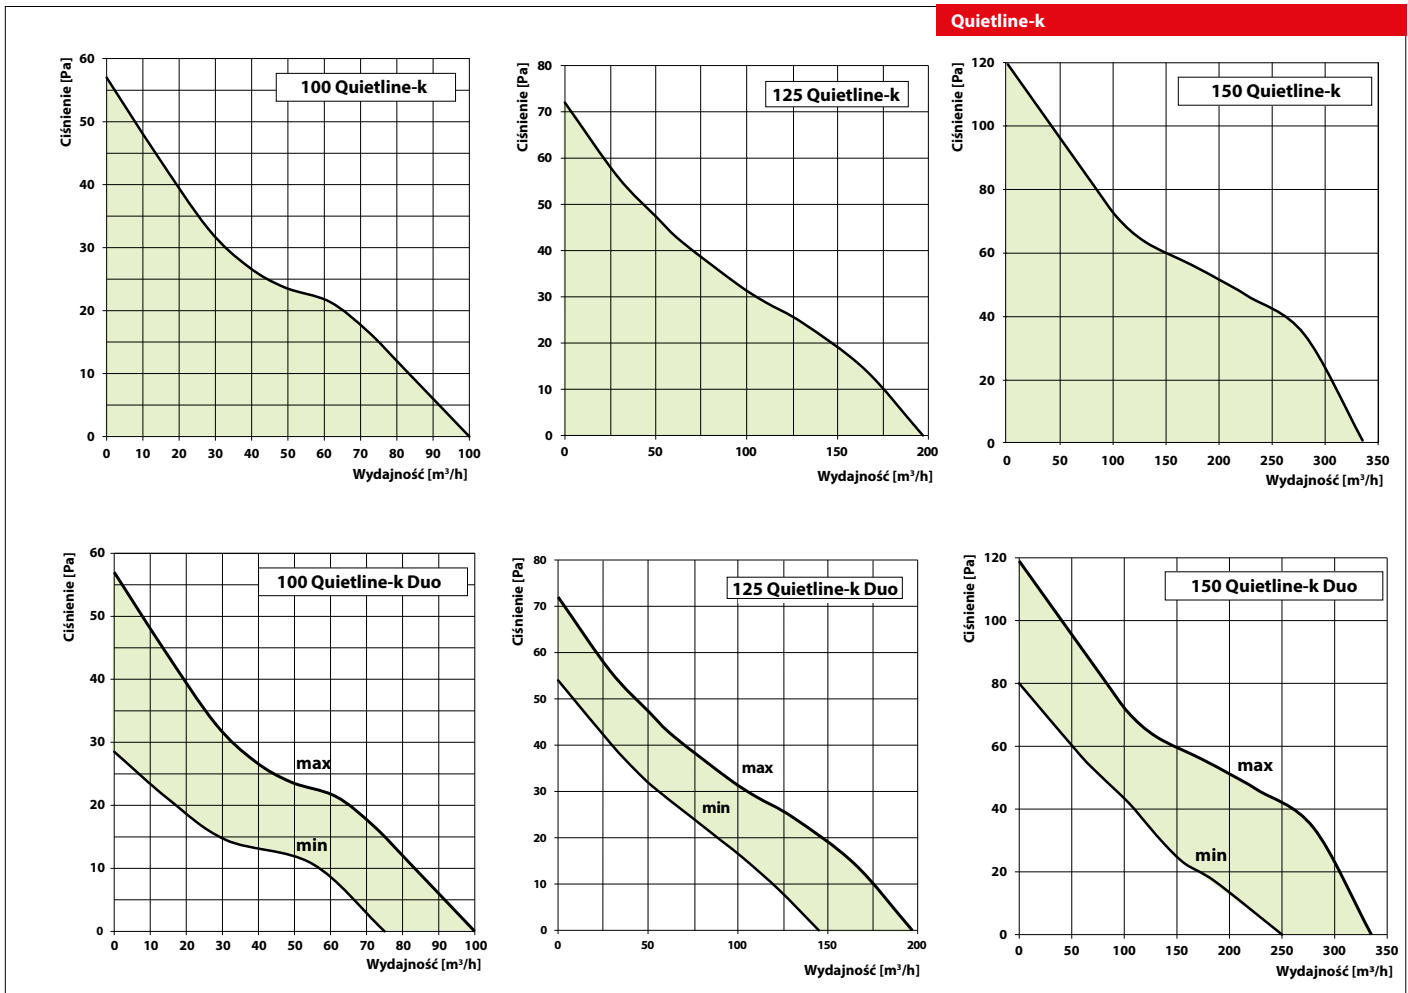 Quietline-k
Ciśnienie [Pa]
100 Quietline-k
60
50
40
30
20
10
0
0 10 20 30 40 50 60 70 80 90 100
Wydajność [m³/h]
Ciśnienie [Pa]
125 Quietline-k
80
70
60
50
40
30
20
10
0
0 50 100 150 200
Wydajność [m³/h]
Ciśnienie [Pa]
150 Quietline-k
120
100
80
60
40
20
0
0 50 100 150 200 250 300 350
Wydajność [m³/h]
Ciśnienie [Pa]
100 Quietline-k Duo
60
50
40
30
20
10
0
max
min
0 10 20 30 40 50 60 70 80 90 100
Wydajność [m³/h]
Ciśnienie [Pa]
125 Quietline-k Duo
80
70
60
50
40
30
20
10
0
max
min
0 50 100 150 200
Wydajność [m³/h]
Ciśnienie [Pa]
150 Quietline-k Duo
120
100
80
60
40
20
0
max
min
0 50 100 150 200 250 300 350
Wydajność [m³/h]